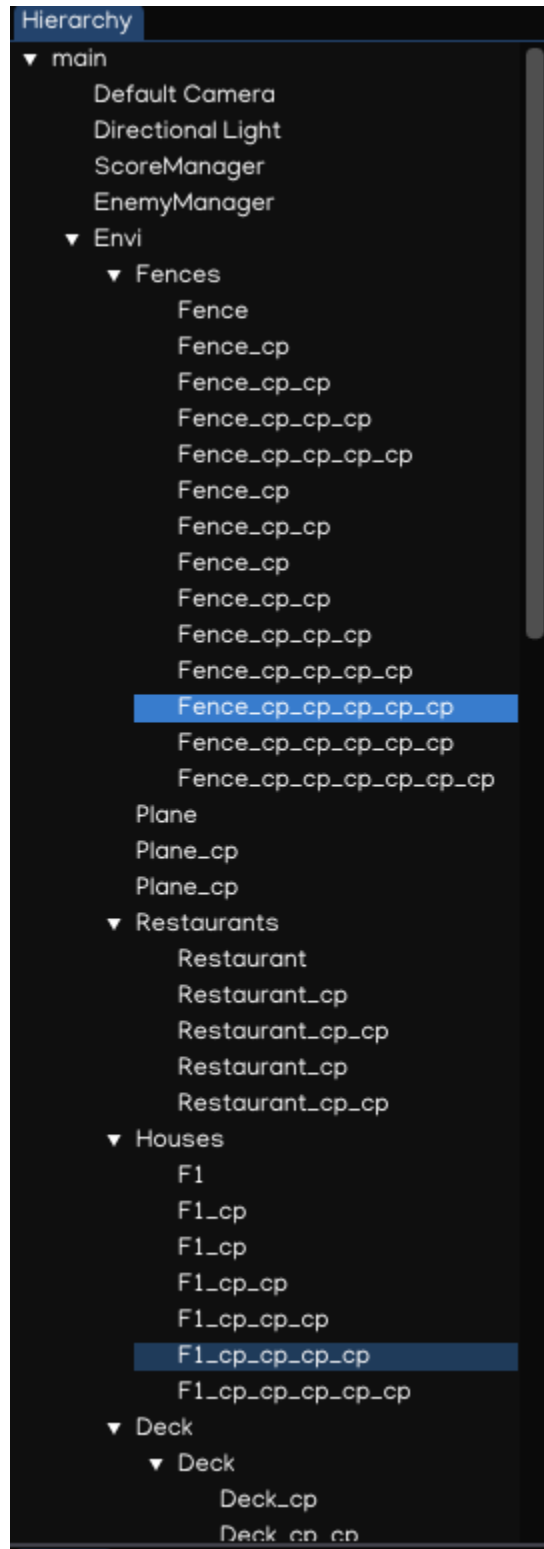 Hierarchy
main
Default Camera
Directional Light
ScoreManager
EnemyManager
Envi
Fences
Fence
Fence_cp
Fence_cp_cp
Fence_cp_cp_cp
Fence_cp_cp_cp_cp
Fence_cp
Fence_cp_cp
Fence_cp
Fence_cp_cp
Fence_cp_cp_cp
Fence_cp_cp_cp_cp
Fence_cp_cp_cp_cp_cp
Fence_cp_cp_cp_cp_cp
Fence_cp_cp_cp_cp_cp_cp
Plane
Plane_cp
Plane_cp
Restaurants
Restaurant
Restaurant_cp
Restaurant_cp_cp
Restaurant_cp
Restaurant_cp_cp
Houses
F1
F1_cp
F1_cp
F1_cp_cp
F1_cp_cp_cp
F1_cp_cp_cp_cp
F1_cp_cp_cp_cp_cp
Deck
Deck
Deck_cp
Deck_cp_cp